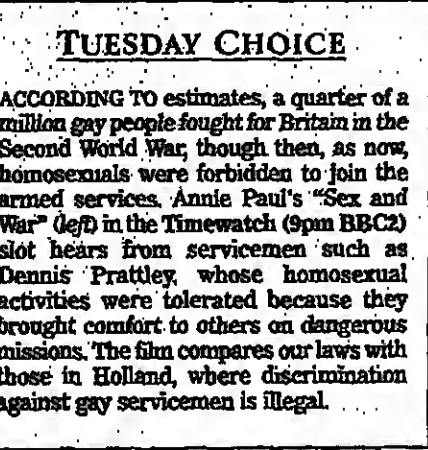 TUESDAY CHOICE
ACCORDING TO estimates, a quarter of a
million gay people fought for Britain in the
Second World War, though then, as now,
homosexuals were forbidden to join the
armed services. Annie Paul's "Sex and
War" (left) in the Timewatch (9pm BBC2)
slot hears from servicemen such as
Dennis Prattley, whose homosexual
activities were tolerated because they
brought comfort to others on dangerous
missions. The film compares our laws with
those in Holland, where discrimination
against gay servicemen is illegal.